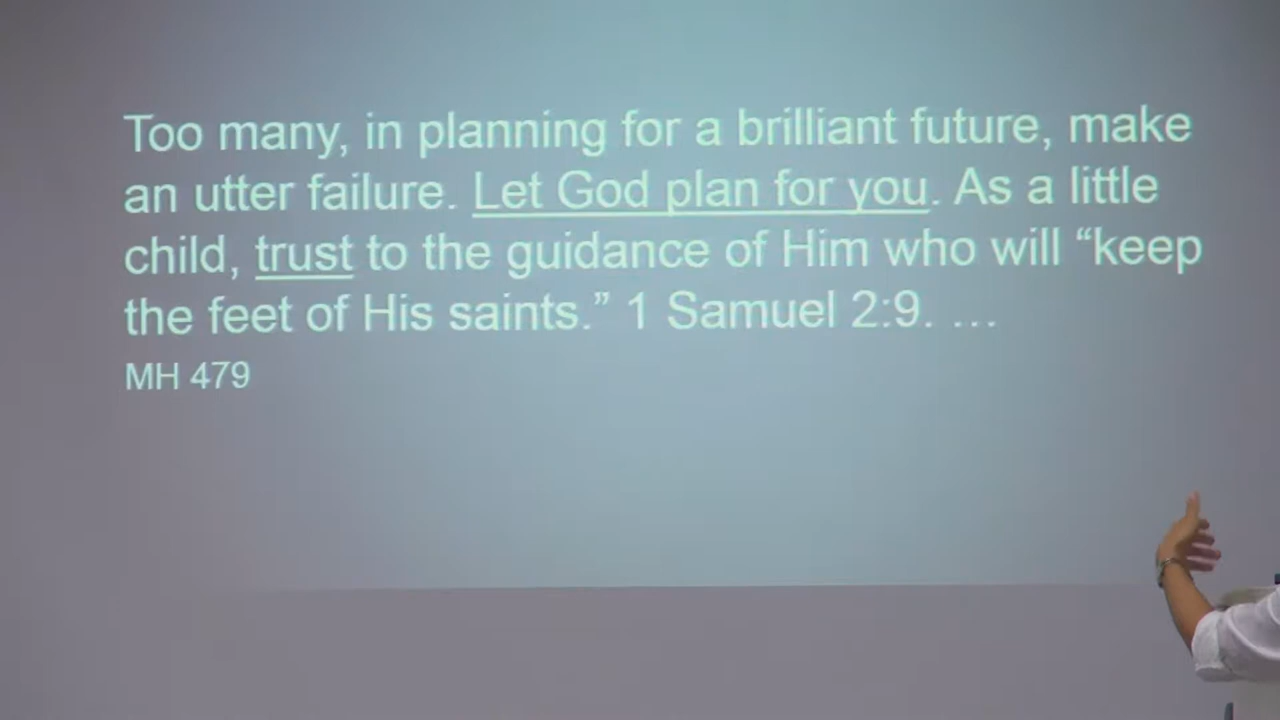 Too many, in planning for a brilliant future, make
an utter failure. Let God plan for you. As a little
child, trust to the guidance of Him who will “keep
the feet of His saints.” 1 Samuel 2:9. …
MH 479